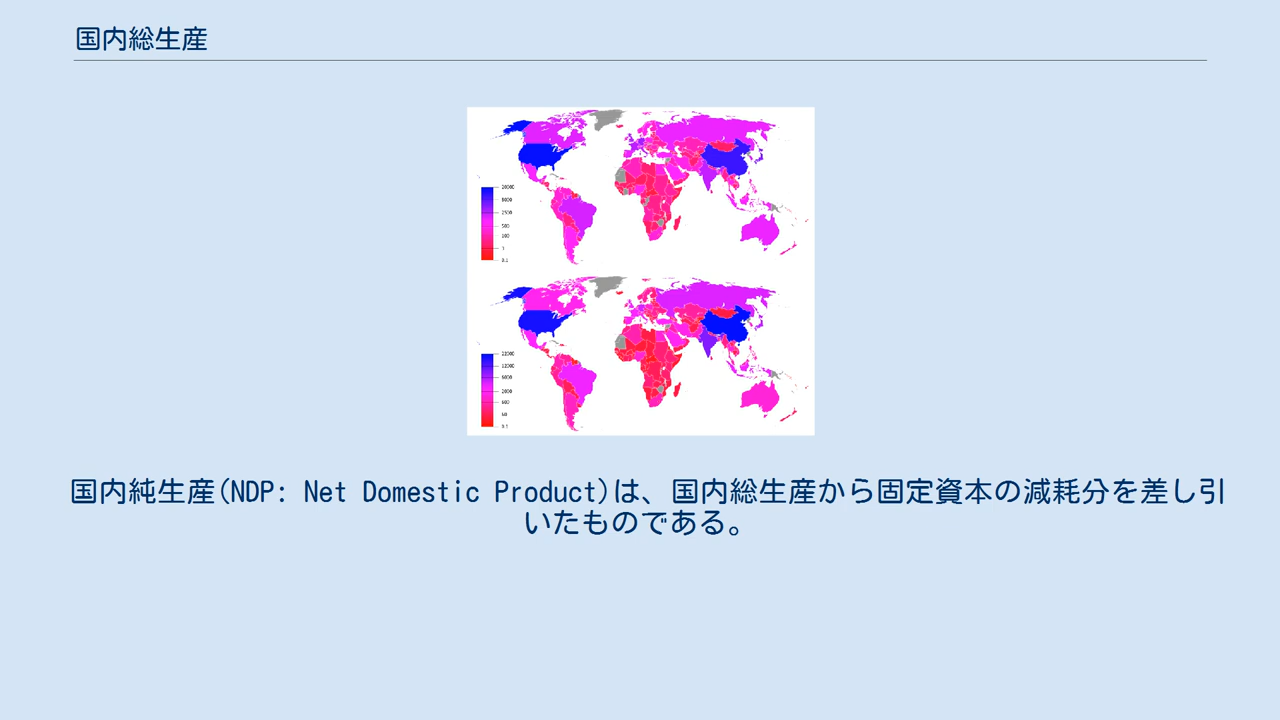 国内総生産
国内純生産(NDP: Net Domestic Product)は、国内総生産から固定資本の減耗分を差し引
いたものである。